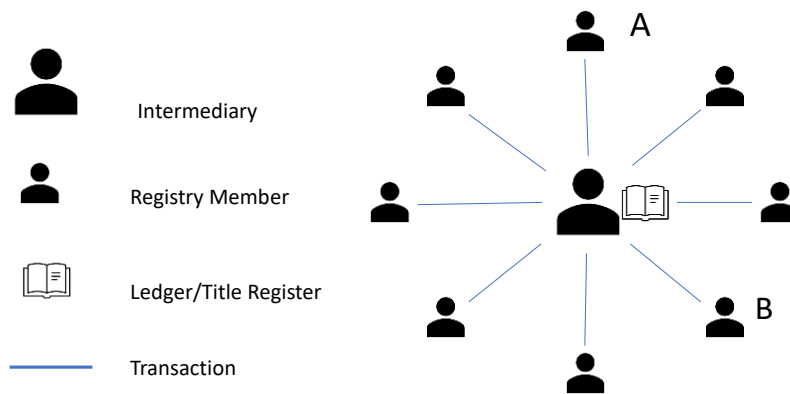 A
Intermediary
Registry Member
Ledger/Title Register
B
Transaction